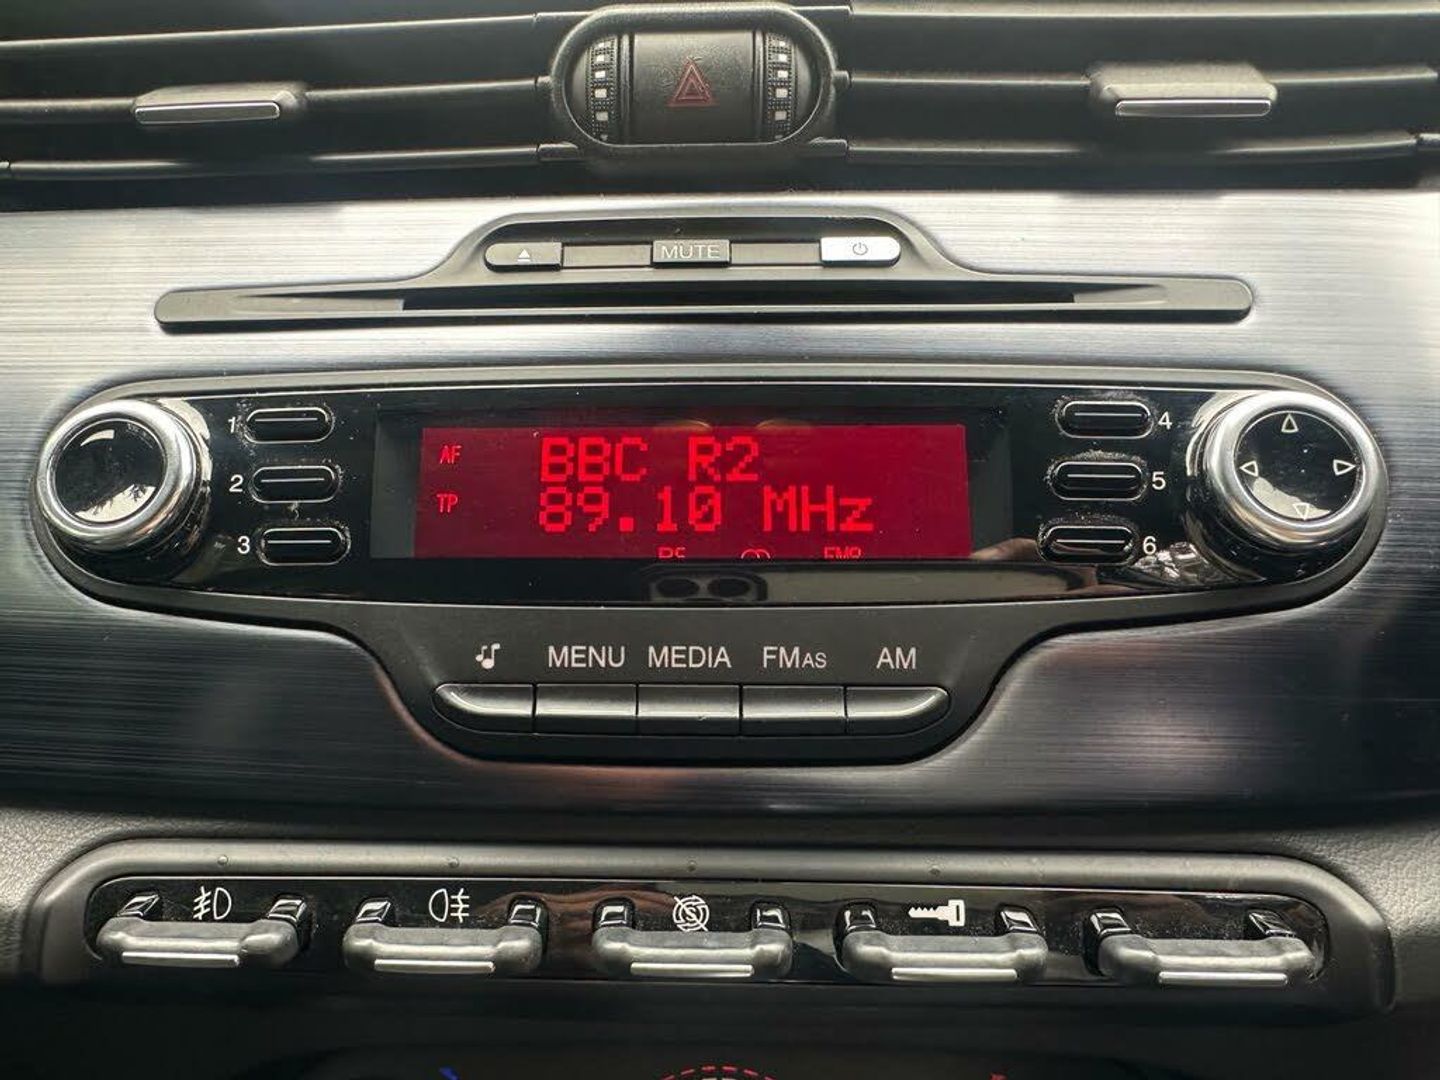 MUTE
1
4
AF
BBC R2
2
5
TP
89.10 MHz
3
6
MENU MEDIA FMAS AM